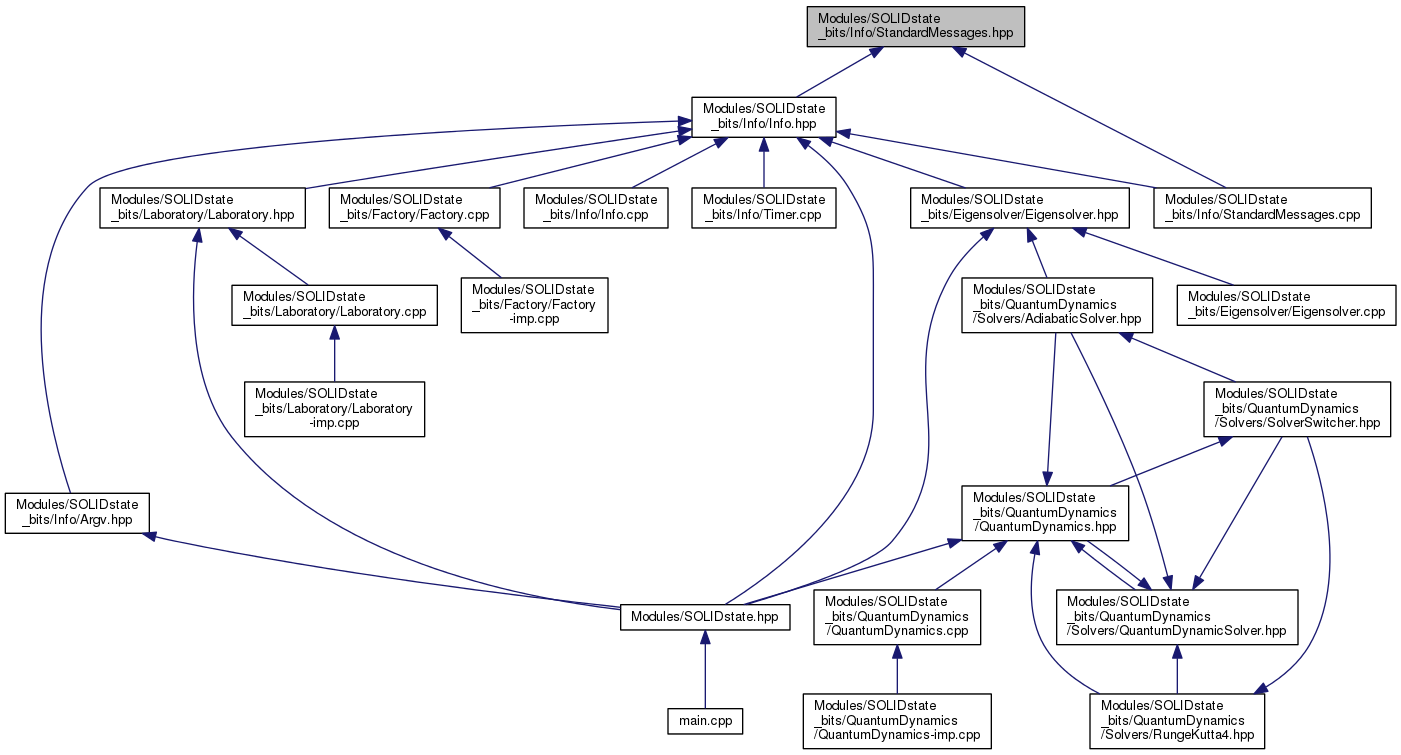 Modules/SOLIDstate
_bits/Info/StandardMessages.hpp
Modules/SOLIDstate
_bits/Info/Info.hpp
Modules/SOLIDstate
_bits/Laboratory/Laboratory.hpp
Modules/SOLIDstate
_bits/Factory/Factory.cpp
Modules/SOLIDstate
_bits/Info/Info.cpp
Modules/SOLIDstate
_bits/Info/Timer.cpp
Modules/SOLIDstate
_bits/Eigensolver/Eigensolver.hpp
Modules/SOLIDstate
_bits/Info/StandardMessages.cpp
Modules/SOLIDstate
_bits/Laboratory/Laboratory.cpp
Modules/SOLIDstate
_bits/Factory/Factory
-imp.cpp
Modules/SOLIDstate
_bits/QuantumDynamics
/Solvers/AdiabaticSolver.hpp
Modules/SOLIDstate
_bits/Eigensolver/Eigensolver.cpp
Modules/SOLIDstate
_bits/Laboratory/Laboratory
-imp.cpp
Modules/SOLIDstate
_bits/QuantumDynamics
/Solvers/SolverSwitcher.hpp
Modules/SOLIDstate
_bits/Info/Argv.hpp
Modules/SOLIDstate
_bits/QuantumDynamics
/QuantumDynamics.hpp
Modules/SOLIDstate.hpp
Modules/SOLIDstate
_bits/QuantumDynamics
/QuantumDynamics.cpp
Modules/SOLIDstate
_bits/QuantumDynamics
/Solvers/QuantumDynamicSolver.hpp
main.cpp
Modules/SOLIDstate
_bits/QuantumDynamics
/QuantumDynamics-imp.cpp
Modules/SOLIDstate
_bits/QuantumDynamics
/Solvers/RungeKutta4.hpp